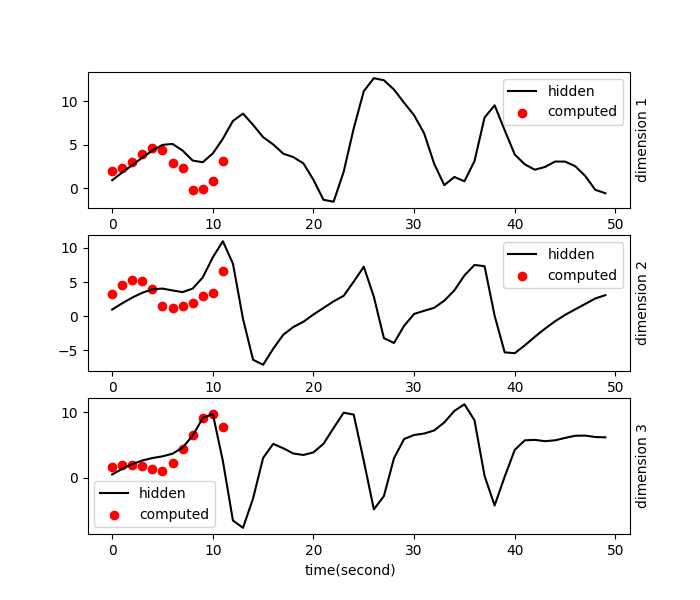 10
5
0
hidden
computed
dimension 1
0 10 20 30 40 50
10
5
0
−5
hidden
computed
dimension 2
0 10 20 30 40 50
10
0
hidden
computed
dimension 3
0 10 20 30 40 50
time(second)